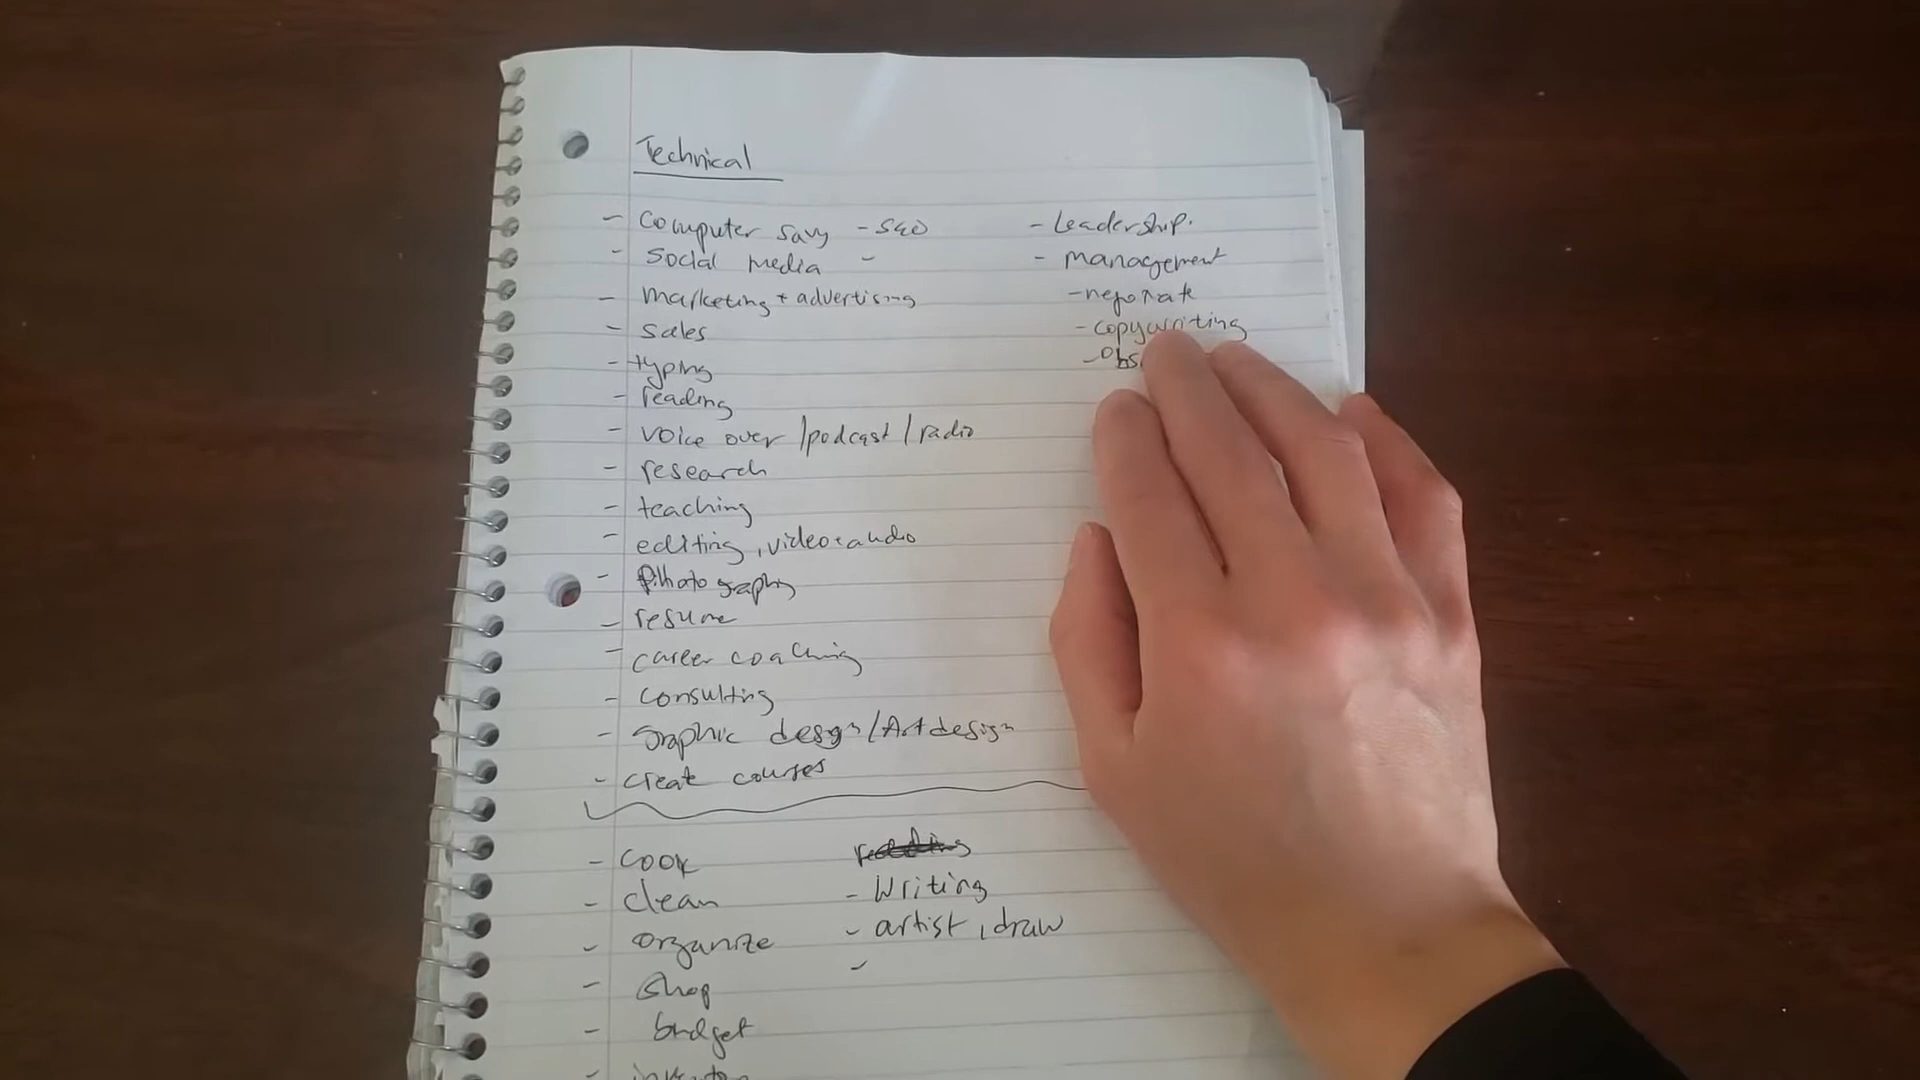 Technical
- computer savy - SEO
- social media -
- marketing + advertising
- sales
- typing
- reading
- voice over / podcast / radio
- research
- teaching
- editing, video + audio
- Photography
- resume
- career coaching
- consulting
- Graphic desgn / Art design
- creat courses
- Leadership.
- management
- copywriting
- cook
- clean
- organize
- shop
- budget
- Writing
- artist, draw
-